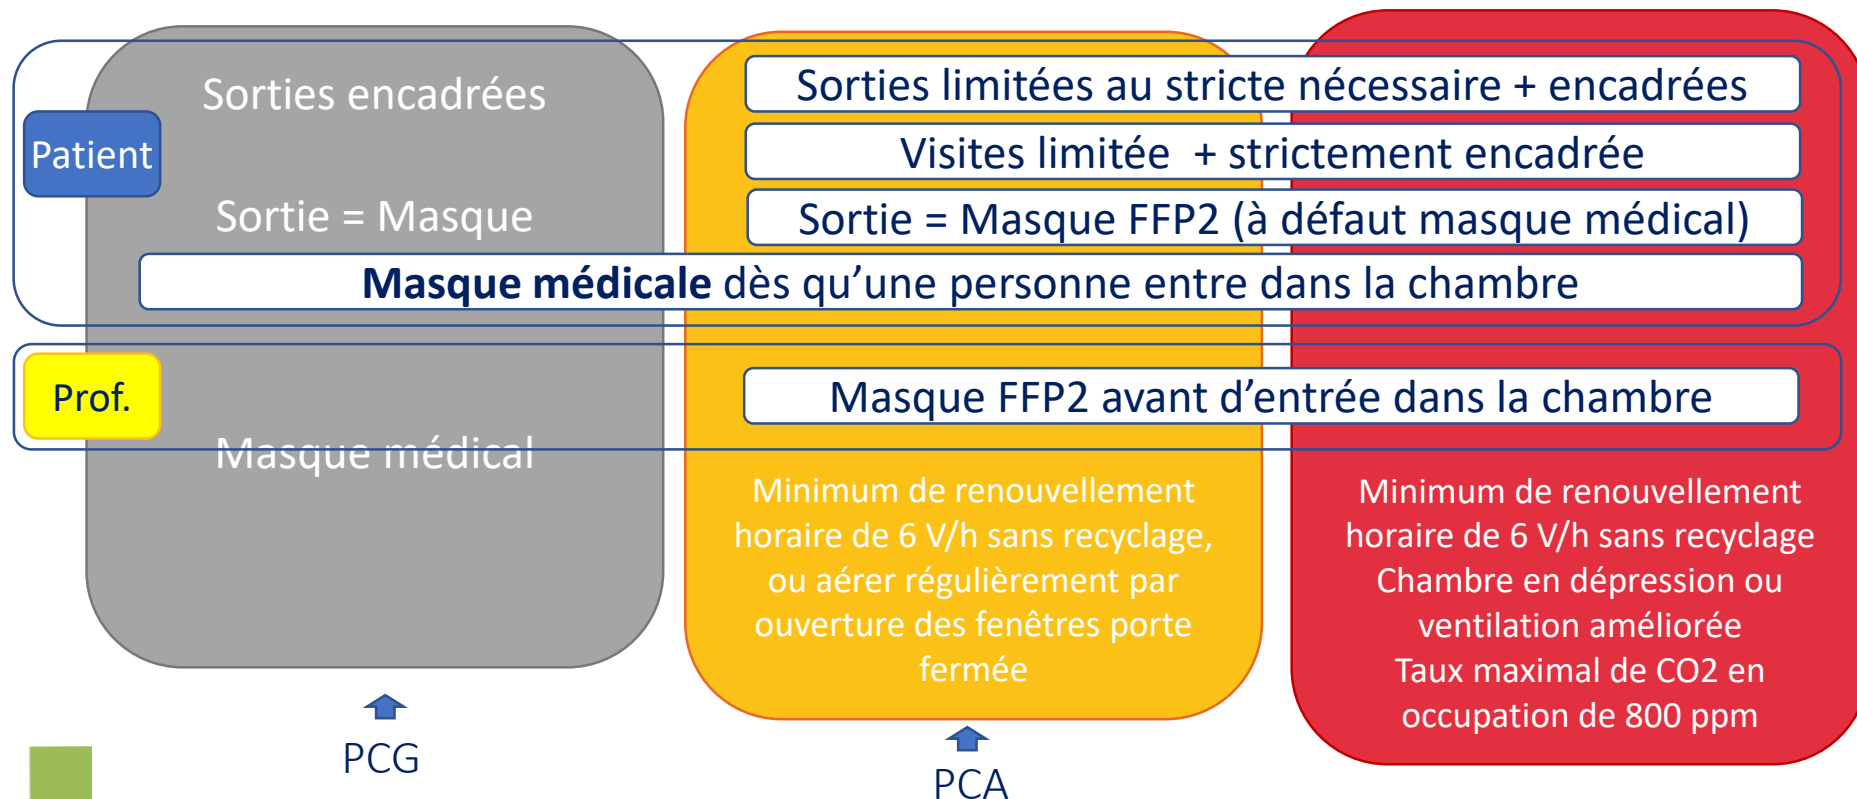 Patient
Sorties encadrées
Sortie = Masque
Sorties limitées au stricte nécessaire + encadrées
Visites limitée + strictement encadrée
Sortie = Masque FFP2 (à défaut masque médical)
Masque médicale dès qu'une personne entre dans la chambre
Prof.
Masque médical
Masque FFP2 avant d'entrée dans la chambre
Minimum de renouvellement
horaire de 6 V/h sans recyclage,
ou aérer régulièrement par
ouverture des fenêtres porte
fermée
Minimum de renouvellement
horaire de 6 V/h sans recyclage
Chambre en dépression ou
ventilation améliorée
Taux maximal de CO2 en
occupation de 800 ppm
PCG
PCA